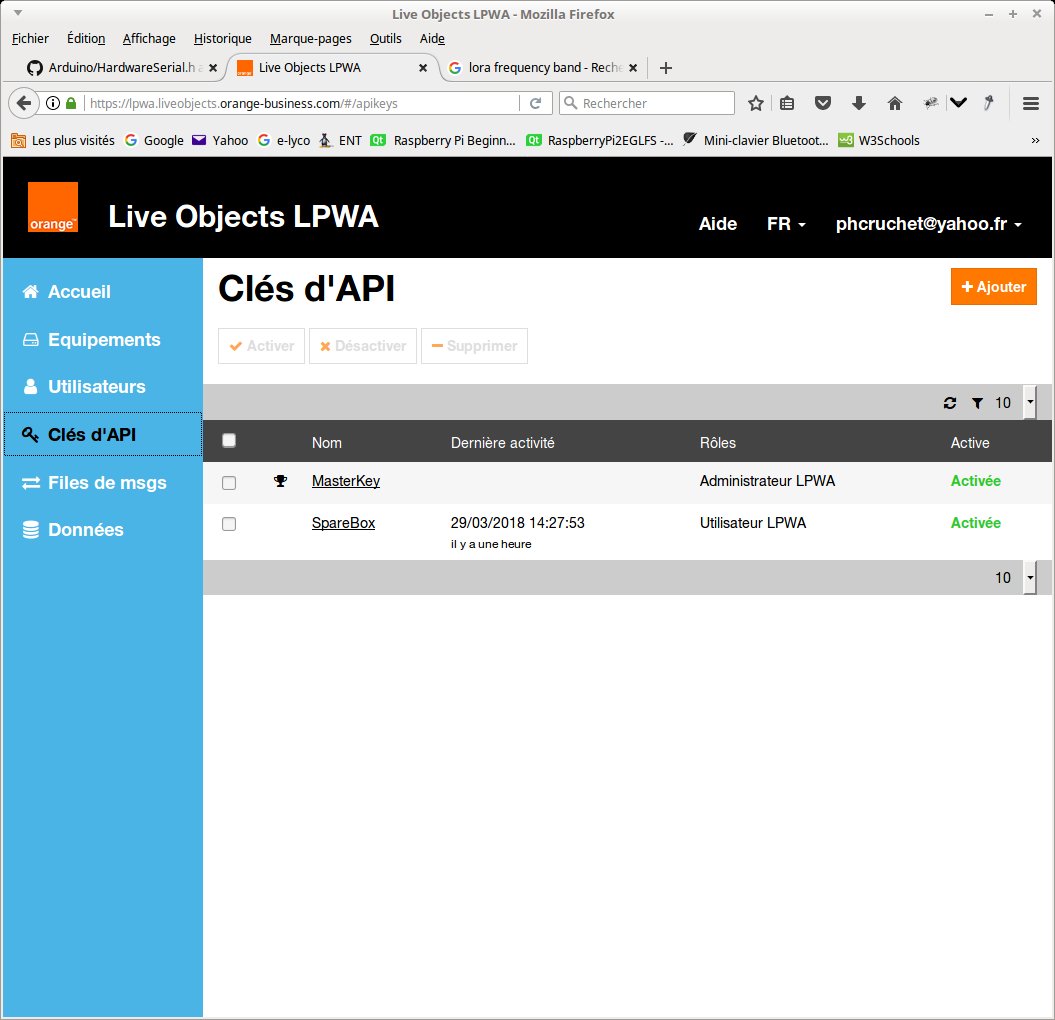 Live Objects LPWA - Mozilla Firefox
Fichier Édition Affichage Historique Marque-pages Outils Aide
Arduino/HardwareSerial.h Live Objects LPWA lora frequency band - Reche
https://lpwa.liveobjects.orange-business.com/#/apikeys Rechercher
Les plus visités Google Yahoo e-lyco ENT Raspberry Pi Beginn... RaspberryPi2EGLFS -... Mini-clavier Bluetoot... W3Schools »
orange™ Live Objects LPWA Aide FR phcruchet@yahoo.fr
Accueil
Equipements
Utilisateurs
Clés d'API
Files de msgs
Données
Clés d'API
Ajouter
Activer Désactiver Supprimer
10
Nom Dernière activité Rôles Active
MasterKey Administrateur LPWA Activée
SpareBox 29/03/2018 14:27:53 Utilisateur LPWA Activée
il y a une heure
10